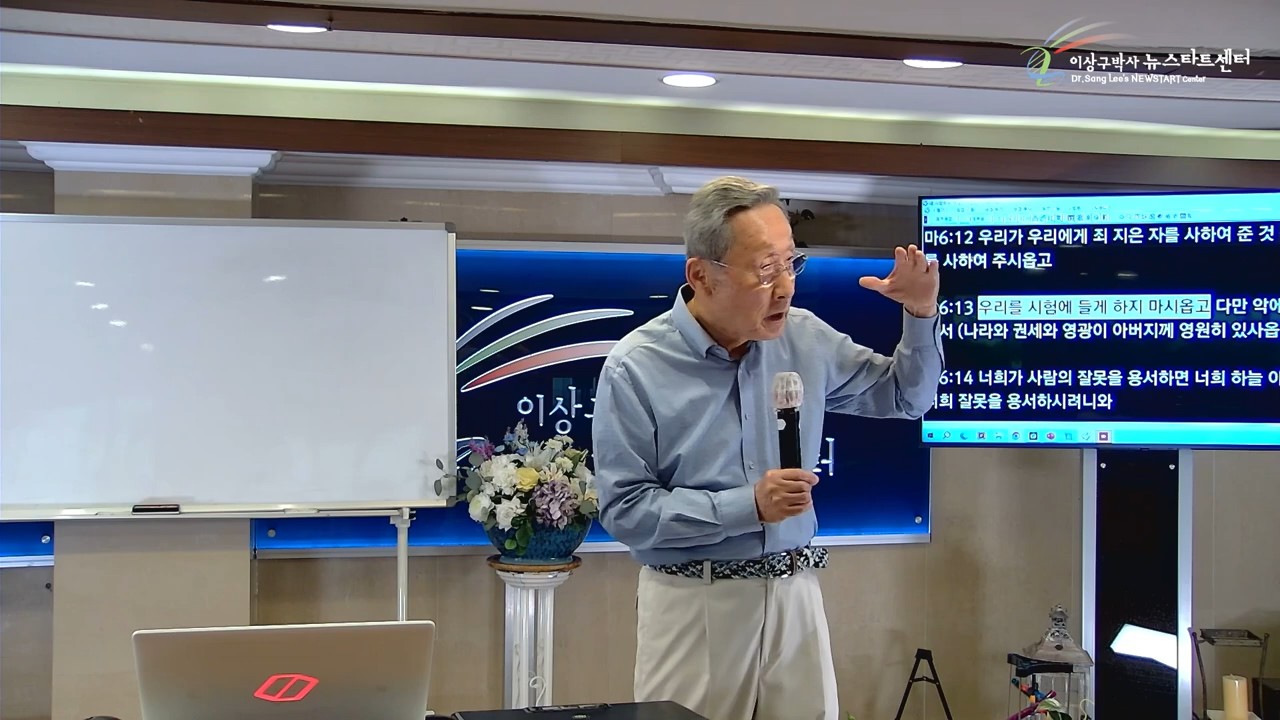 이상구박사 뉴스타트센터
Dr.Sang Lee's NEWSTART Center
마6:12 우리가 우리에게 죄 지은 자를 사하여 준 것
를 사하여 주시옵고
6:13 우리를 시험에 들게 하지 마시옵고 다만 악에
서 (나라와 권세와 영광이 아버지께 영원히 있사옵
6:14 너희가 사람의 잘못을 용서하면 너희 하늘 아
너희 잘못을 용서하시려니와
이상